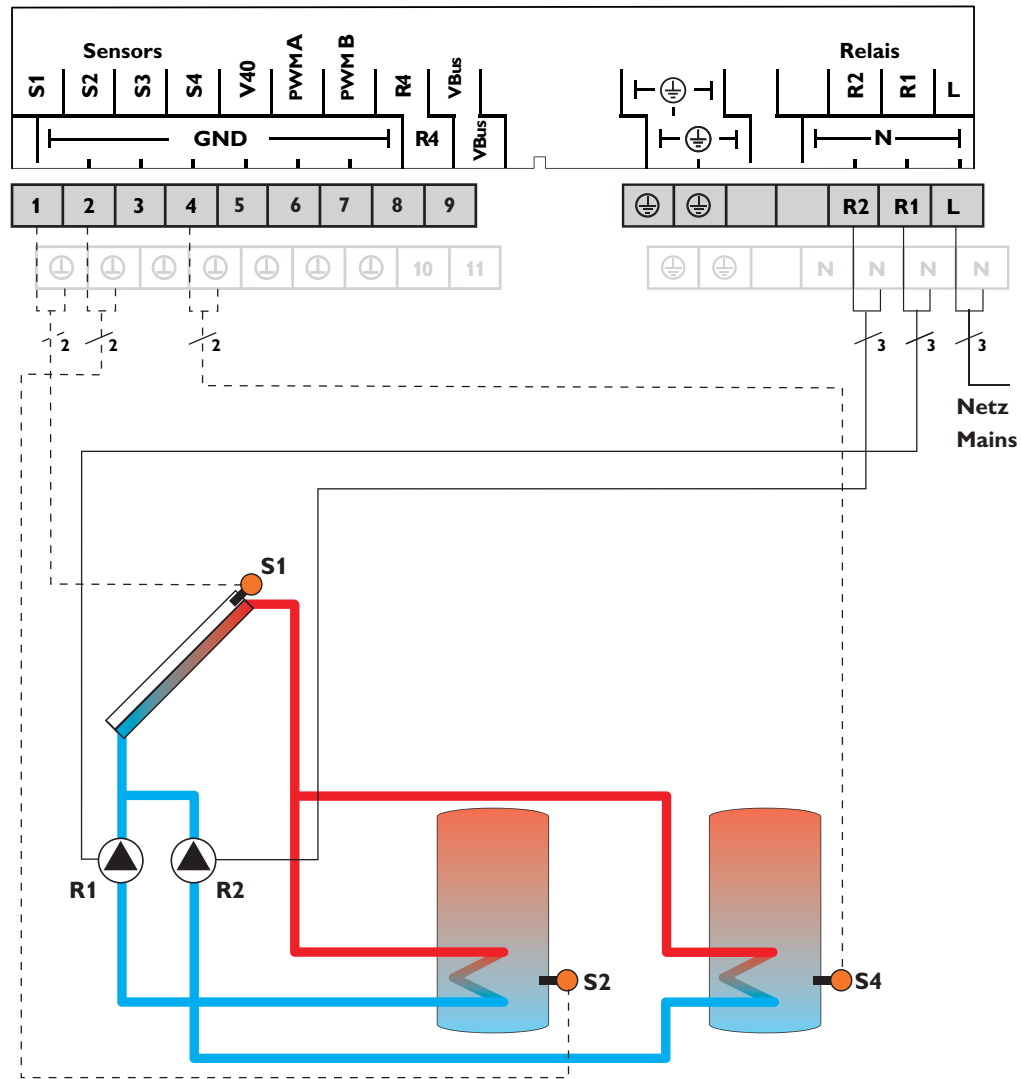 Sensors
Relais
S1 S2 S3 S4 V40 PWM A PWM B R4 VBus
R2 R1 L
GND R4 VBus
N
1 2 3 4 5 6 7 8 9
R2 R1 L
10 11
N N N N
2 2 2
3 3 3
Netz
Mains
S1
R1 R2
S2 S4